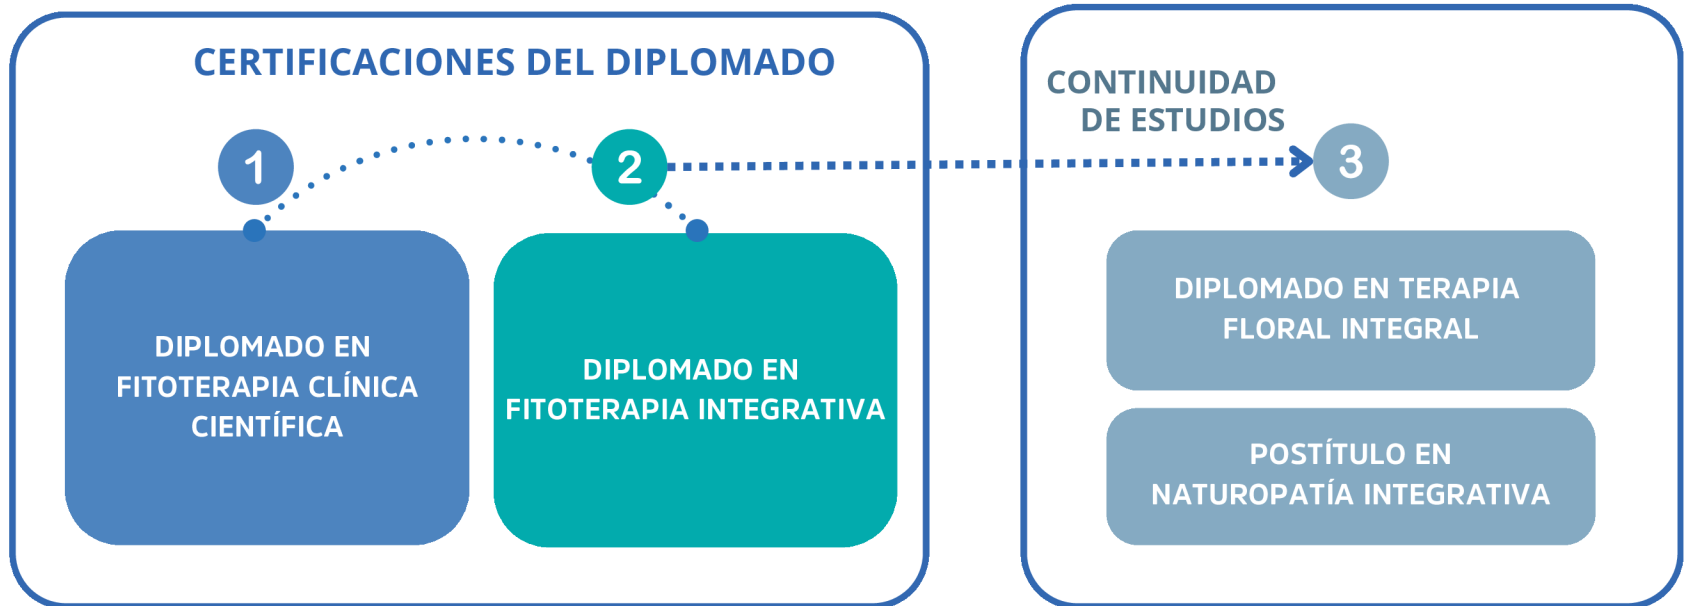 CERTIFICACIONES DEL DIPLOMADO
1
2
DIPLOMADO EN
FITOTERAPIA CLÍNICA
CIENTÍFICA
DIPLOMADO EN
FITOTERAPIA INTEGRATIVA
CONTINUIDAD
DE ESTUDIOS
3
DIPLOMADO EN TERAPIA
FLORAL INTEGRAL
POSTÍTULO EN
NATUROPATÍA INTEGRATIVA